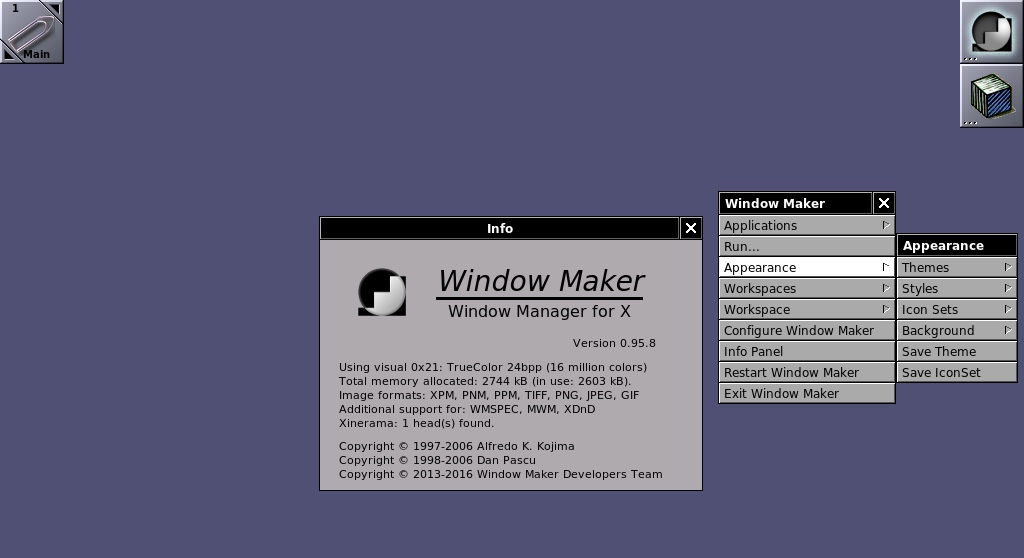 1
Main
Info
Window Maker
Window Manager for X
Version 0.95.8
Using visual 0x21: TrueColor 24bpp (16 million colors)
Total memory allocated: 2744 kB (in use: 2603 kB).
Image formats: XPM, PNM, PPM, TIFF, PNG, JPEG, GIF
Additional support for: WMSPEC, MWM, XDnD
Xinerama: 1 head(s) found.
Copyright © 1997-2006 Alfredo K. Kojima
Copyright © 1998-2006 Dan Pascu
Copyright © 2013-2016 Window Maker Developers Team
Window Maker
Applications
Run...
Appearance
Workspaces
Workspace
Configure Window Maker
Info Panel
Restart Window Maker
Exit Window Maker
Appearance
Themes
Styles
Icon Sets
Background
Save Theme
Save IconSet